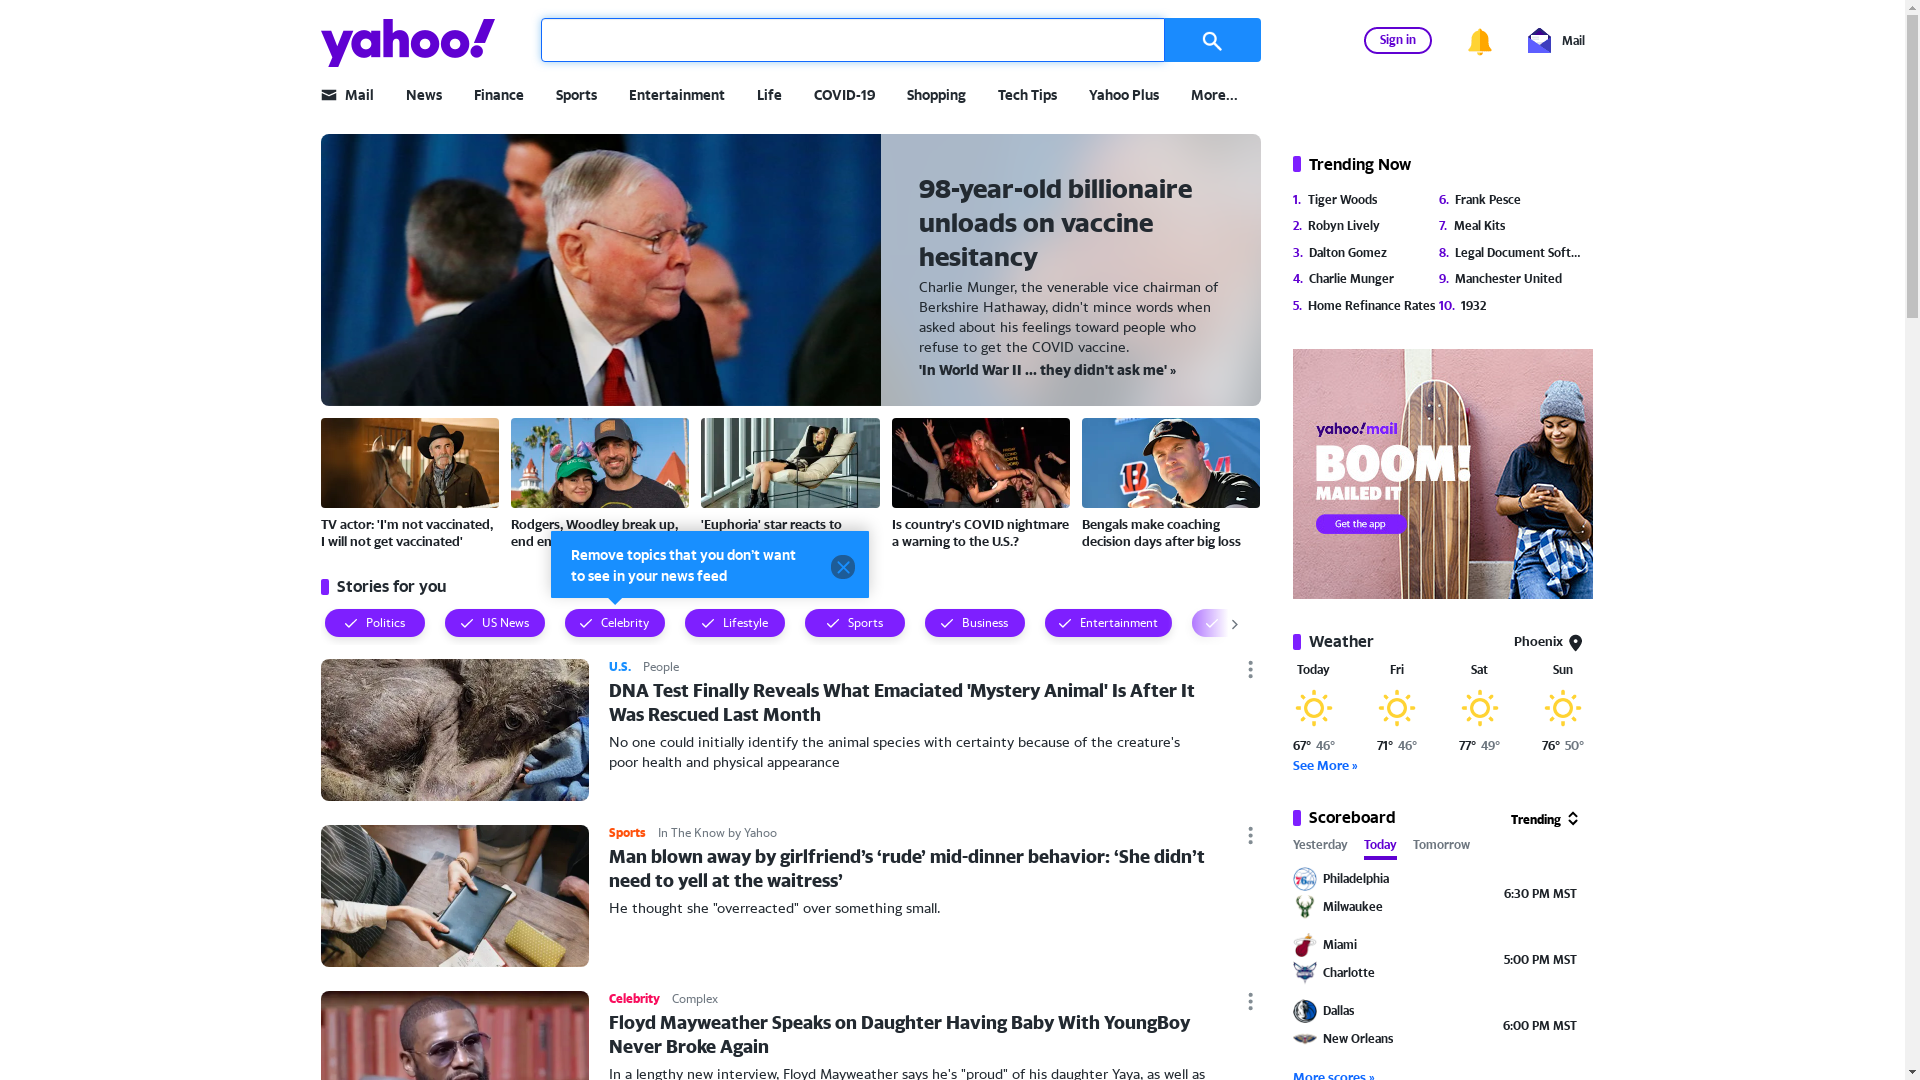 yahoo!
Sign in
Mail
Mail
News
Finance
Sports
Entertainment
Life
COVID-19
Shopping
Tech Tips
Yahoo Plus
More...
98-year-old billionaire
unloads on vaccine
hesitancy
Charlie Munger, the venerable vice chairman of
Berkshire Hathaway, didn't mince words when
asked about his feelings toward people who
refuse to get the COVID vaccine.
'In World War II ... they didn't ask me' »
TV actor: 'I'm not vaccinated,
I will not get vaccinated'
Rodgers, Woodley break up,
end en
'Euphoria' star reacts to
Is country's COVID nightmare
a warning to the U.S.?
Bengals make coaching
decision days after big loss
Remove topics that you don't want
to see in your news feed
Stories for you
Politics
US News
Celebrity
Lifestyle
Sports
Business
Entertainment
U.S. People
DNA Test Finally Reveals What Emaciated 'Mystery Animal' Is After It
Was Rescued Last Month
No one could initially identify the animal species with certainty because of the creature's
poor health and physical appearance
Sports In The Know by Yahoo
Man blown away by girlfriend’s ‘rude’ mid-dinner behavior: ‘She didn’t
need to yell at the waitress’
He thought she "overreacted" over something small.
Celebrity Complex
Floyd Mayweather Speaks on Daughter Having Baby With YoungBoy
Never Broke Again
In a lengthy new interview, Floyd Mayweather says he's "proud" of his daughter Yaya, as well as
Trending Now
1. Tiger Woods
2. Robyn Lively
3. Dalton Gomez
4. Charlie Munger
5. Home Refinance Rates
6. Frank Pesce
7. Meal Kits
8. Legal Document Soft...
9. Manchester United
10. 1932
yahoo!mail
BOOM!
MAILED IT
Get the app
Weather
Phoenix
Today Fri Sat Sun
67° 46° 71° 46° 77° 49° 76° 50°
See More »
Scoreboard
Trending
Yesterday Today Tomorrow
Philadelphia
Milwaukee
6:30 PM MST
Miami
Charlotte
5:00 PM MST
Dallas
New Orleans
6:00 PM MST
More scores »